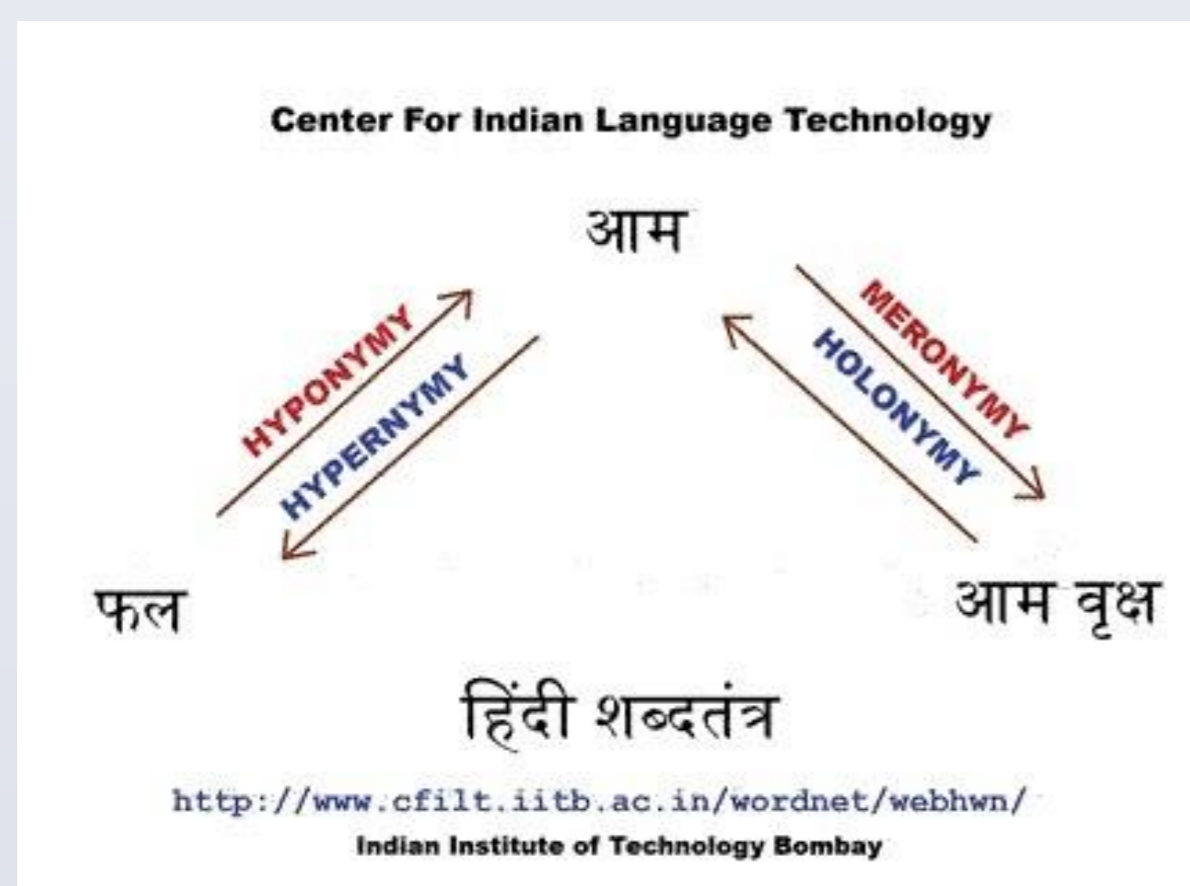 Center For Indian Language Technology
आम
HYPONYMY
HYPERNYMY
MERONYMY
HOLONYMY
फल
आम वृक्ष
हिंदी शब्दतंत्र
http://www.cfilt.iitb.ac.in/wordnet/webhwn/
Indian Institute of Technology Bombay